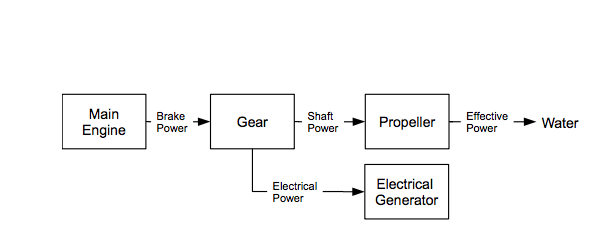 Main
Engine
Brake
Power
Gear
Shaft
Power
Propeller
Effective
Power
Water
Electrical
Power
Electrical
Generator